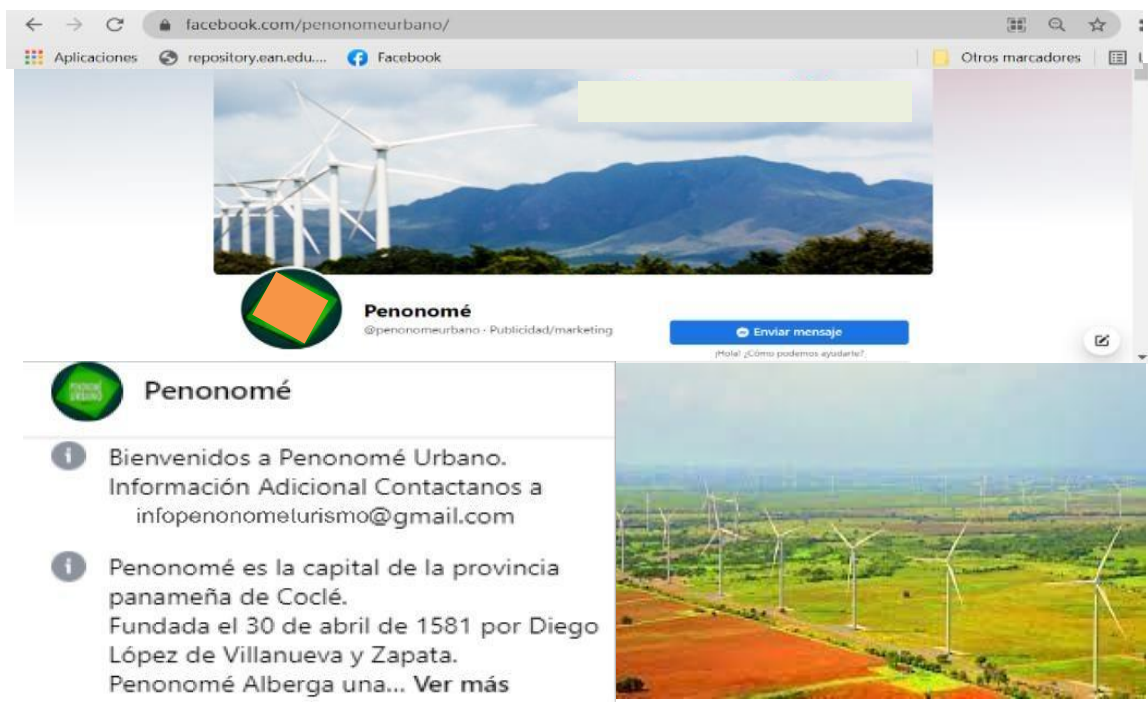 facebook.com/penonomeurbano/
Aplicaciones repository.ean.edu.... Facebook Otros marcadores
Penonomé
@penonomeurbano · Publicidad/marketing
Enviar mensaje
¡Hola! ¿Cómo podemos ayudarte?
Penonomé
PENONOMÉ
URBANO
Bienvenidos a Penonomé Urbano.
Información Adicional Contactanos a
infopenonometurismo@gmail.com
Penonomé es la capital de la provincia
panameña de Coclé.
Fundada el 30 de abril de 1581 por Diego
López de Villanueva y Zapata.
Penonomé Alberga una... Ver más